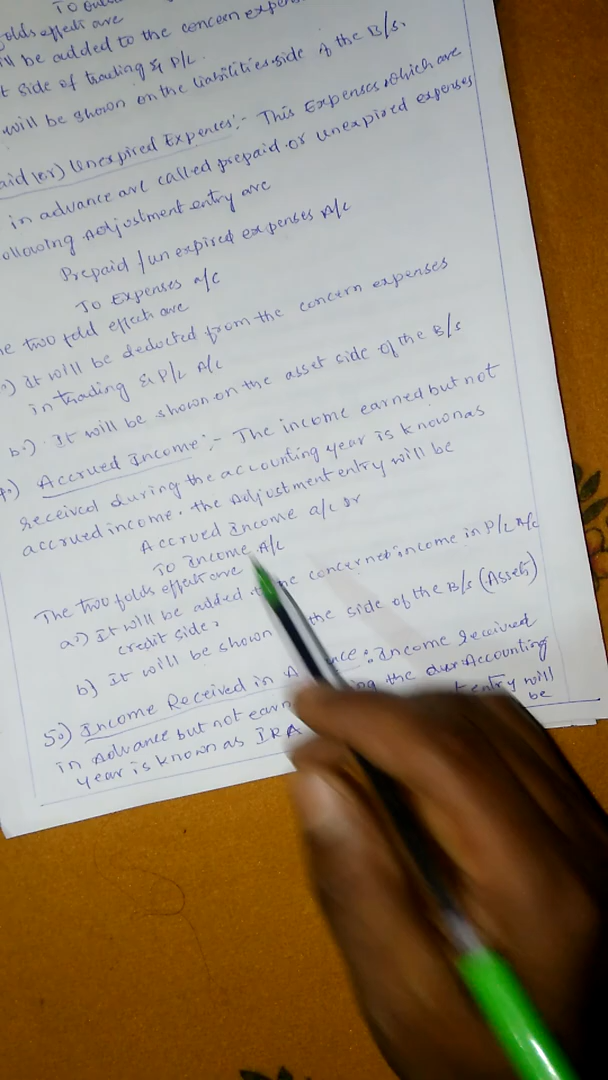 To
folds effects are
ll be added to the concern expen
t side of trading & P/L.
will be shown on the liabilities side of the B/S.
aid (or) Unexpired Expences:- This Expenses which are
in advance are called prepaid or unexpired expenses
ollowing Adjustment entry are
Prepaid / unexpired expenses A/c
To Expenses a/c
he two fold effects are
a) It will be deducted from the concern expenses
in trading & P/L A/c
b.) It will be shown on the asset side of the B/s
4.) Accrued Income:- The income earned but not
received during the accounting year is known as
accrued income. the Adjustment entry will be
Accrued Income a/c Dr
To Income A/c
The two folds effects are
a:) It will be added the concerned income in P/L A/c
credit side.
b) It will be shown the side of the B/s (Asset)
5.) Income Received in A nce: Income received
in Advance but not earn ing the dur Accounting
year is known as IRA t entry will
be